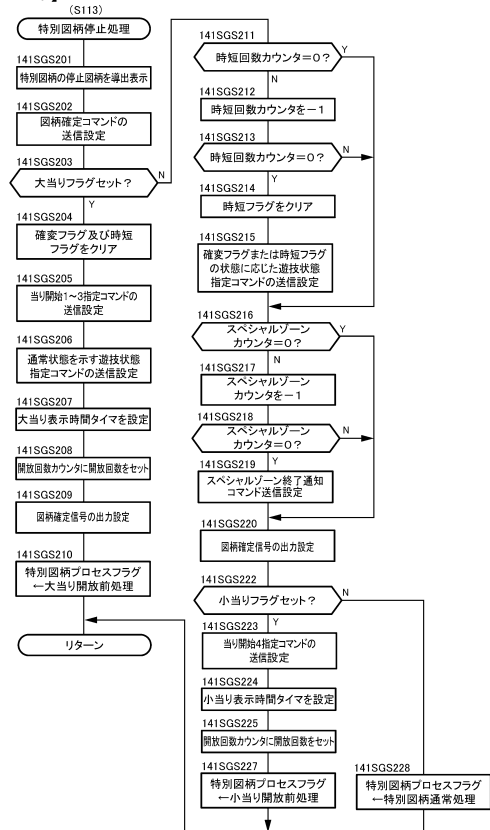 (S113)
特別図柄停止処理
141SGS201
特別図柄の停止図柄を導出表示
141SGS202
図柄確定コマンドの
送信設定
141SGS203
大当りフラグセット？
N
Y
141SGS204
確変フラグ及び時短
フラグをクリア
141SGS205
当り開始1～3指定コマンドの
送信設定
141SGS206
通常状態を示す遊技状態
指定コマンドの送信設定
141SGS207
大当り表示時間タイマを設定
141SGS208
開放回数カウンタに開放回数をセット
141SGS209
図柄確定信号の出力設定
141SGS210
特別図柄プロセスフラグ
←大当り開放前処理
リターン
141SGS211
時短回数カウンタ＝0？
Y
N
141SGS212
時短回数カウンタを－1
141SGS213
時短回数カウンタ＝0？
N
Y
141SGS214
時短フラグをクリア
141SGS215
確変フラグまたは時短フラグ
の状態に応じた遊技状態
指定コマンドの送信設定
141SGS216
スペシャルゾーン
カウンタ＝0？
Y
N
141SGS217
スペシャルゾーン
カウンタを－1
141SGS218
スペシャルゾーン
カウンタ＝0？
N
Y
141SGS219
スペシャルゾーン終了通知
コマンド送信設定
141SGS220
図柄確定信号の出力設定
141SGS222
小当りフラグセット？
N
Y
141SGS223
当り開始4指定コマンドの
送信設定
141SGS224
小当り表示時間タイマを設定
141SGS225
開放回数カウンタに開放回数をセット
141SGS227
特別図柄プロセスフラグ
←小当り開放前処理
141SGS228
特別図柄プロセスフラグ
←特別図柄通常処理